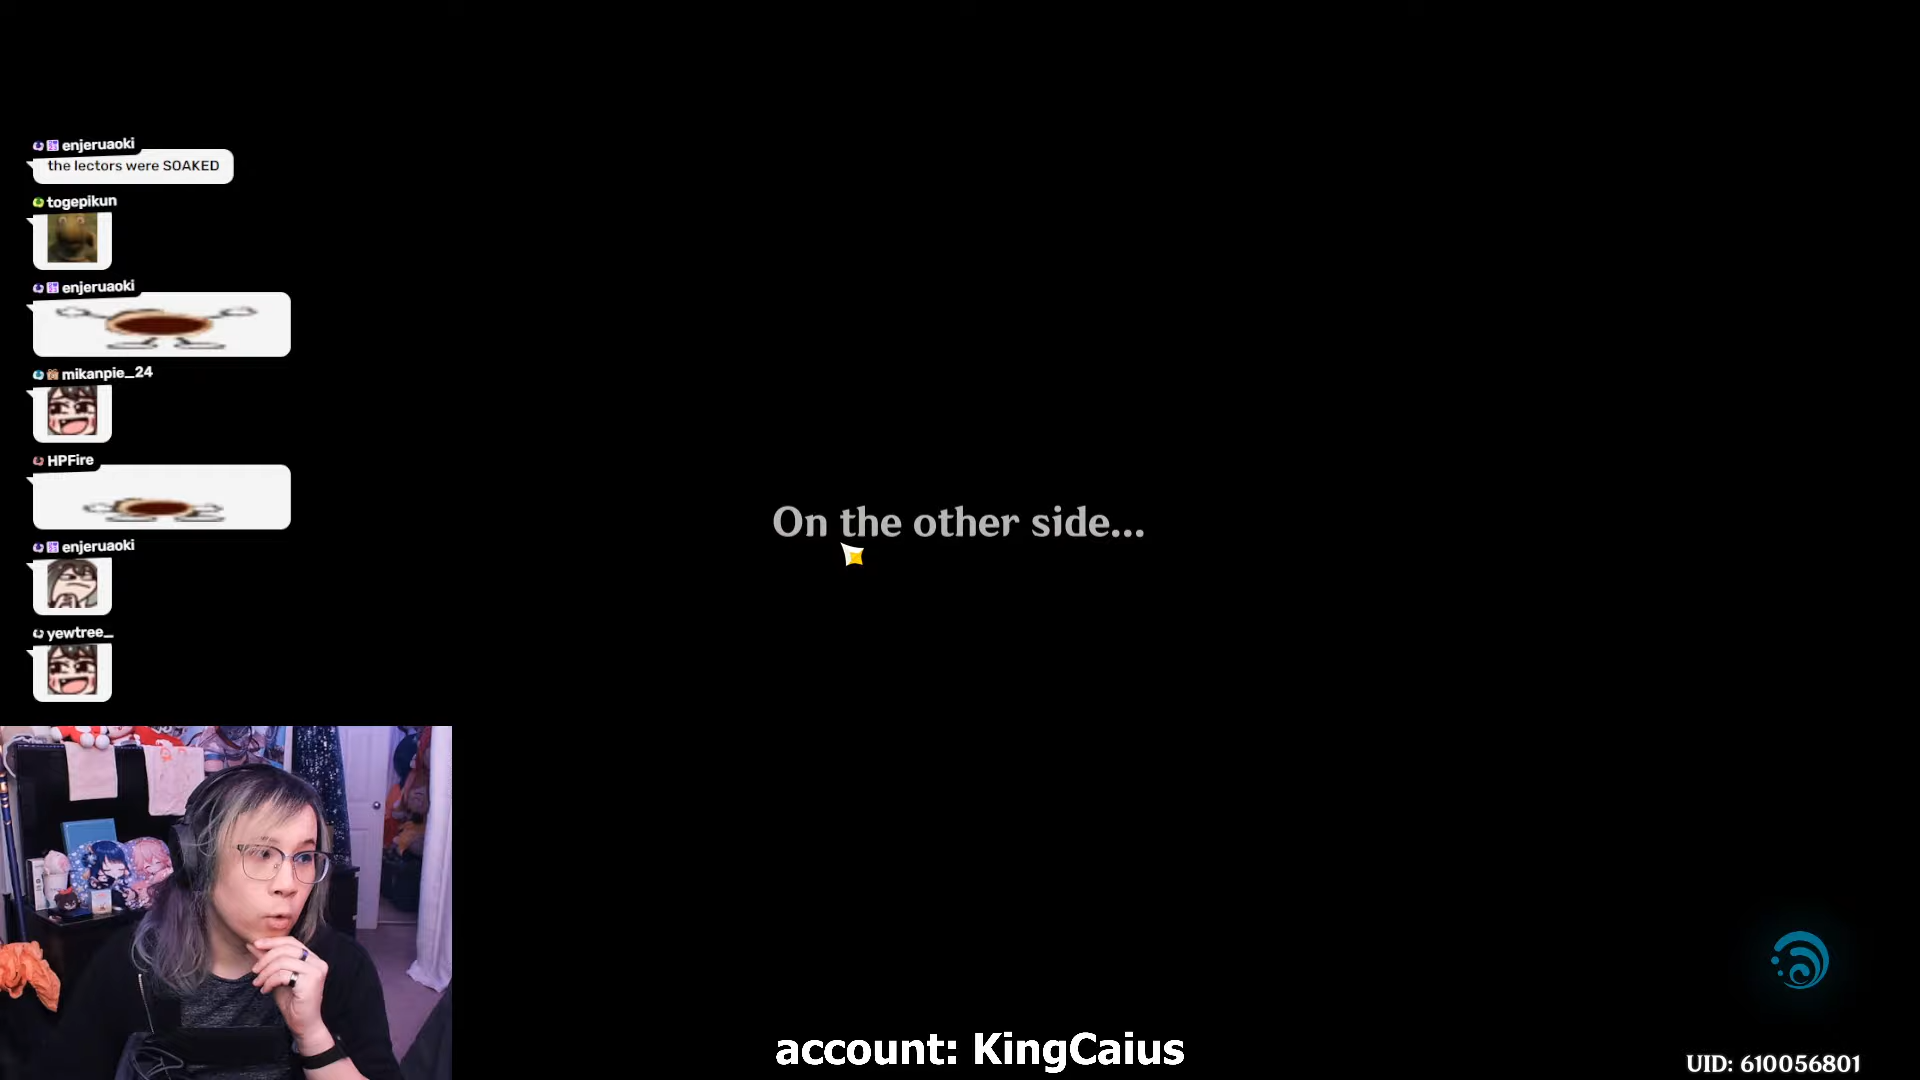 enjeruaoki
the lectors were SOAKED
togepikun
enjeruaoki
mikanpie_24
HPFire
enjeruaoki
yewtree_
On the other side...
account: KingCaius
UID: 610056801